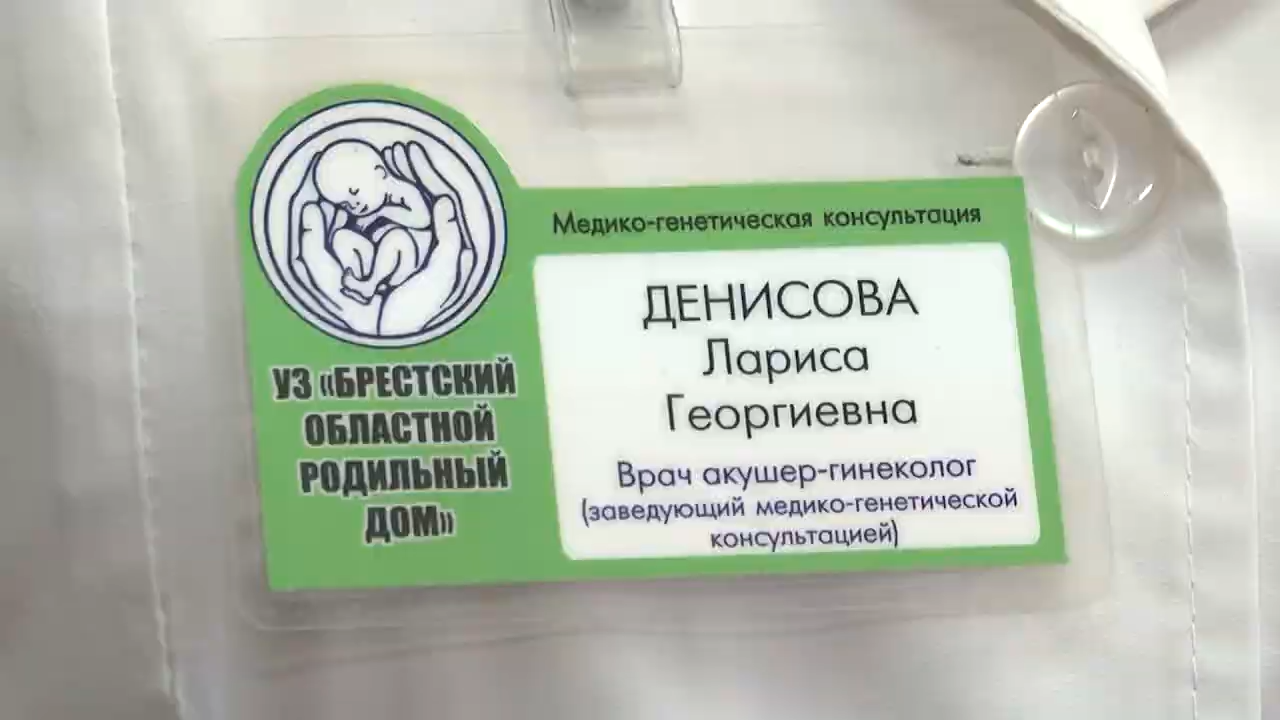 Медико-генетическая консультация
ДЕНИСОВА
Лариса
Георгиевна
Врач акушер-гинеколог
(заведующий медико-генетической
консультацией)
УЗ «БРЕСТСКИЙ
ОБЛАСТНОЙ
РОДИЛЬНЫЙ
ДОМ»